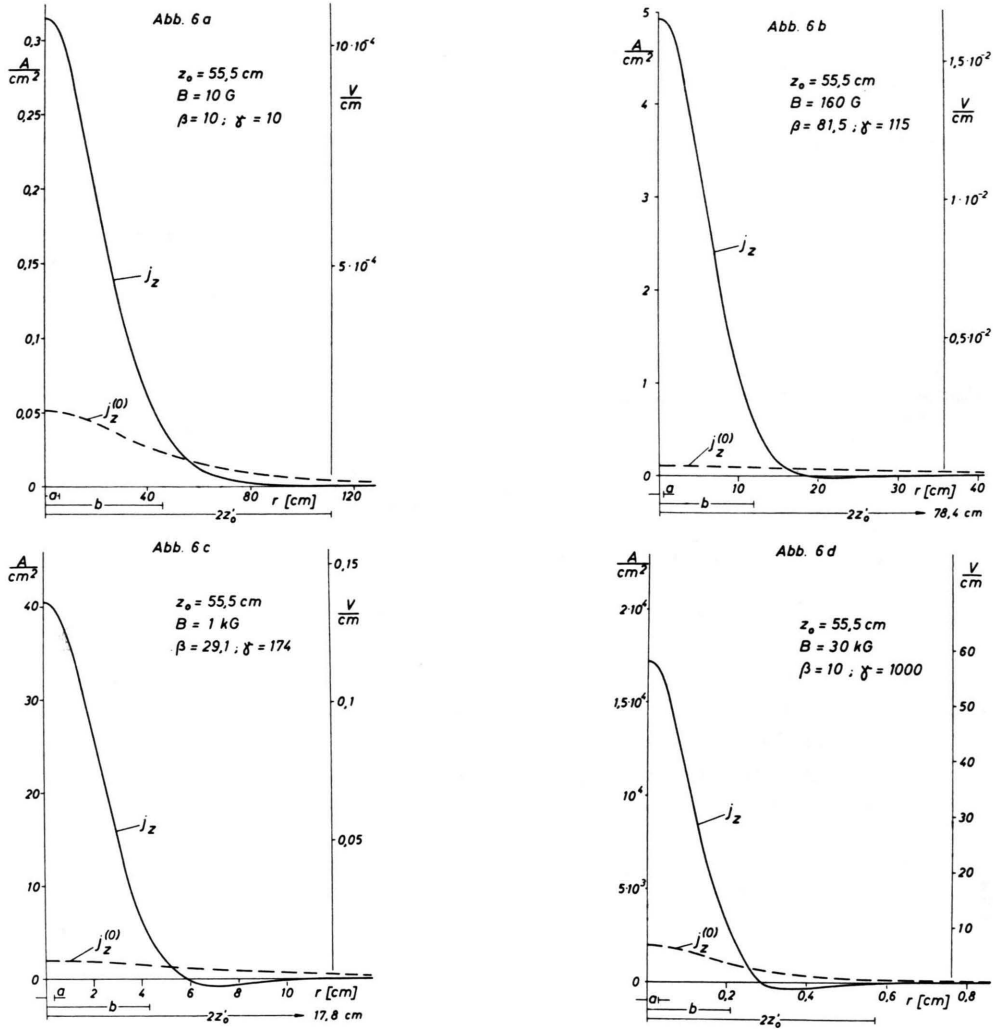 Abb. 6 a
A/cm²
0,3
0,25
0,2
0,15
0,1
0,05
0
z₀ = 55,5 cm
B = 10 G
β = 10 ; γ = 10
10·10⁻⁴
V/cm
5·10⁻⁴
j_z
j_z^(0)
40 80 120
r [cm]
a
b
2z₀'
Abb. 6 b
5
A/cm²
4
3
2
1
0
z₀ = 55,5 cm
B = 160 G
β = 81,5 ; γ = 115
1,5·10⁻²
V/cm
1·10⁻²
0,5·10⁻²
j_z
j_z^(0)
10 20 30 40
r [cm]
a
b
2z₀' 78,4 cm
Abb. 6 c
A/cm²
40
30
20
10
0
z₀ = 55,5 cm
B = 1 kG
β = 29,1 ; γ = 174
0,15
V/cm
0,1
0,05
j_z
j_z^(0)
2 4 6 8 10
r [cm]
a
b
2z₀' 17,8 cm
Abb. 6 d
A/cm²
2·10⁴
1,5·10⁴
10⁴
5·10³
0
z₀ = 55,5 cm
B = 30 kG
β = 10 ; γ = 1000
V/cm
60
50
40
30
20
10
j_z
j_z^(0)
0,2 0,4 0,6 0,8
r [cm]
a
b
2z₀'